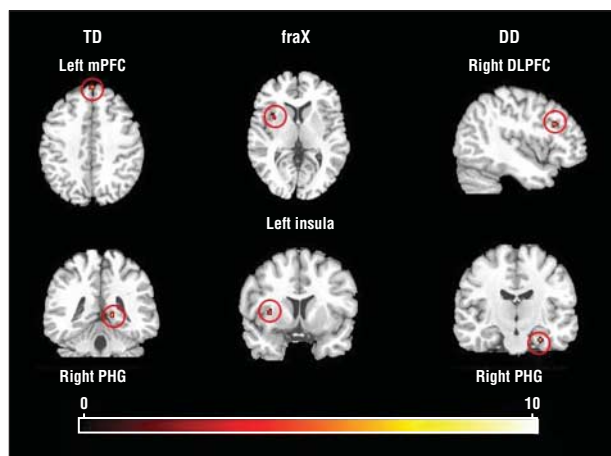 TD fraX DD
Left mPFC Right DLPFC
Left insula
Right PHG Right PHG
0 10